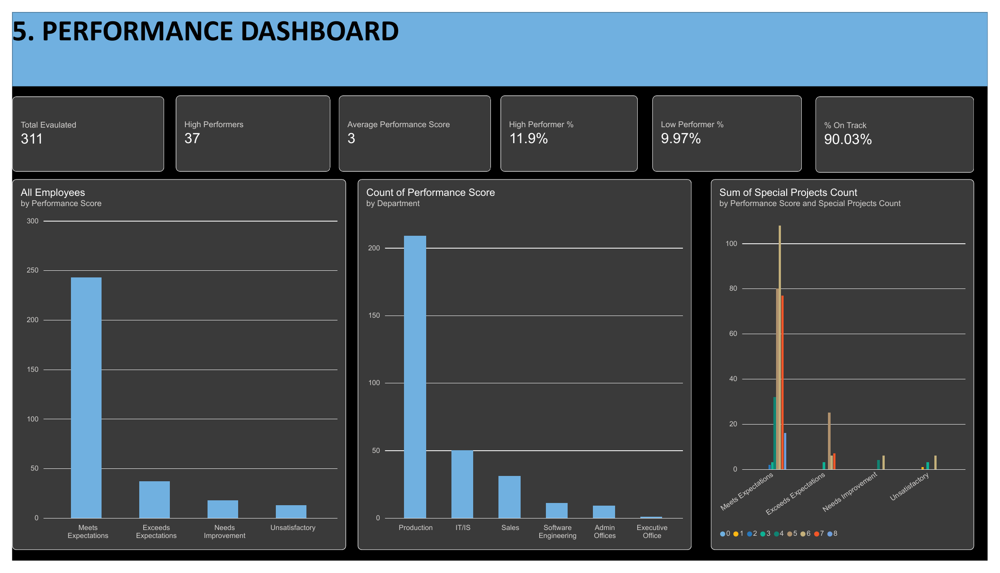 5. PERFORMANCE DASHBOARD
Total Evaulated
311
High Performers
37
Average Performance Score
3
High Performer %
11.9%
Low Performer %
9.97%
% On Track
90.03%
All Employees
by Performance Score
300
250
200
150
100
50
0
Meets
Expectations
Exceeds
Expectations
Needs
Improvement
Unsatisfactory
Count of Performance Score
by Department
200
150
100
50
0
Production
IT/IS
Sales
Software
Engineering
Admin
Offices
Executive
Office
Sum of Special Projects Count
by Performance Score and Special Projects Count
100
80
60
40
20
0
Meets Expectations
Exceeds Expectations
Needs Improvement
Unsatisfactory
0 1 2 3 4 5 6 7 8